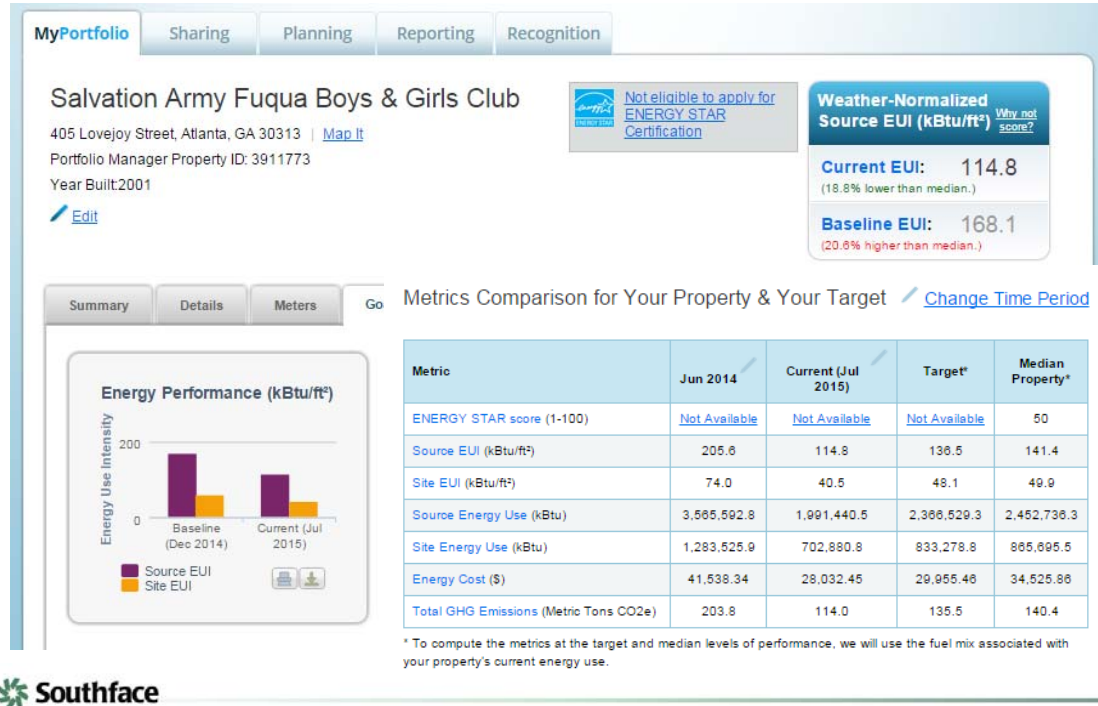 MyPortfolio Sharing Planning Reporting Recognition
Salvation Army Fuqua Boys & Girls Club
405 Lovejoy Street, Atlanta, GA 30313 | Map It
Portfolio Manager Property ID: 3911773
Year Built:2001
Edit
ENERGY STAR
Not eligible to apply for
ENERGY STAR
Certification
Weather-Normalized
Source EUI (kBtu/ft²) Why not score?
Current EUI: 114.8
(18.8% lower than median.)
Baseline EUI: 168.1
(20.6% higher than median.)
Summary Details Meters Go
Energy Performance (kBtu/ft²)
Energy Use Intensity
200
0
Baseline (Dec 2014)
Current (Jul 2015)
Source EUI
Site EUI
Metrics Comparison for Your Property & Your Target Change Time Period
Metric Jun 2014 Current (Jul 2015) Target* Median Property*
ENERGY STAR score (1-100) Not Available Not Available Not Available 50
Source EUI (kBtu/ft²) 205.6 114.8 136.5 141.4
Site EUI (kBtu/ft²) 74.0 40.5 48.1 49.9
Source Energy Use (kBtu) 3,565,592.8 1,991,440.5 2,366,529.3 2,452,736.3
Site Energy Use (kBtu) 1,283,525.9 702,880.8 833,278.8 865,695.5
Energy Cost ($) 41,538.34 28,032.45 29,955.46 34,525.86
Total GHG Emissions (Metric Tons CO2e) 203.8 114.0 135.5 140.4
* To compute the metrics at the target and median levels of performance, we will use the fuel mix associated with
your property's current energy use.
Southface